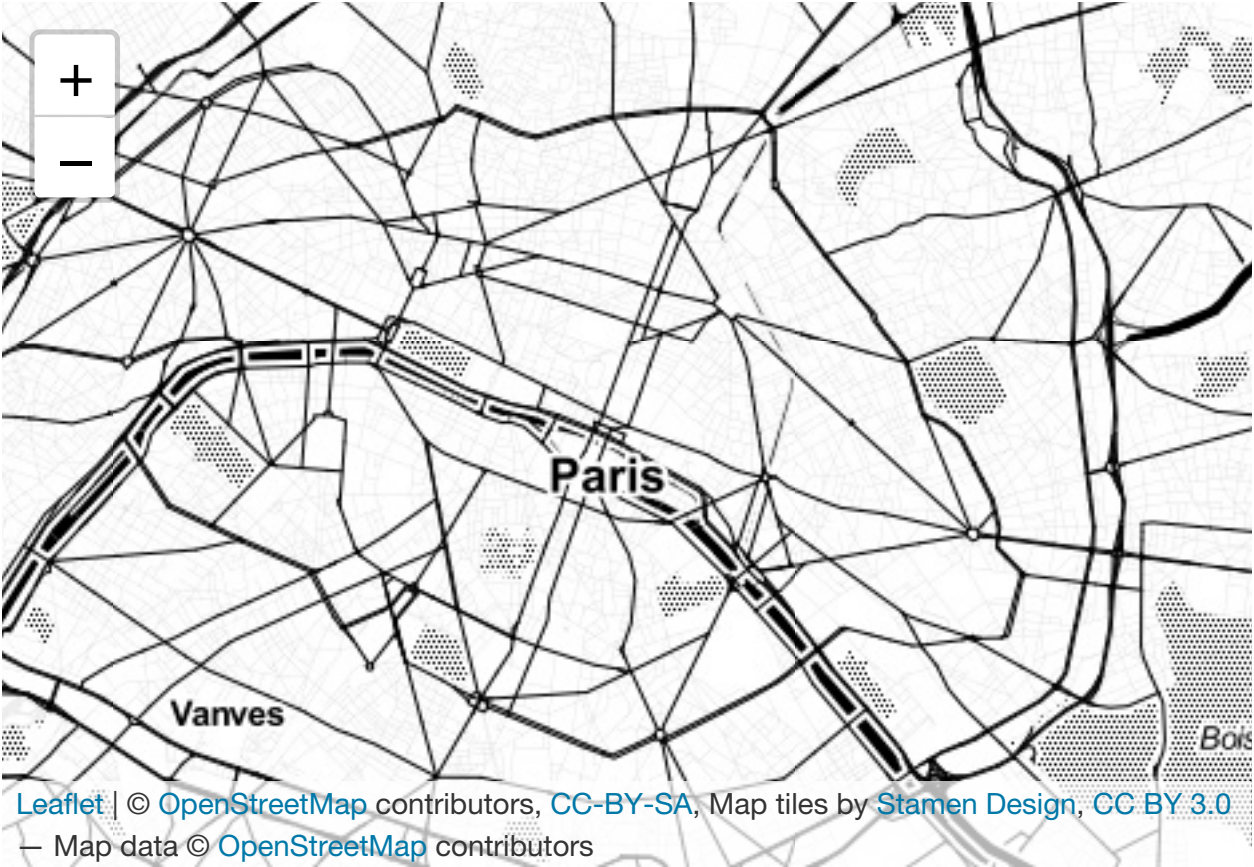 +
−
Paris
Vanves
Bois
Leaflet | © OpenStreetMap contributors, CC-BY-SA, Map tiles by Stamen Design, CC BY 3.0
— Map data © OpenStreetMap contributors